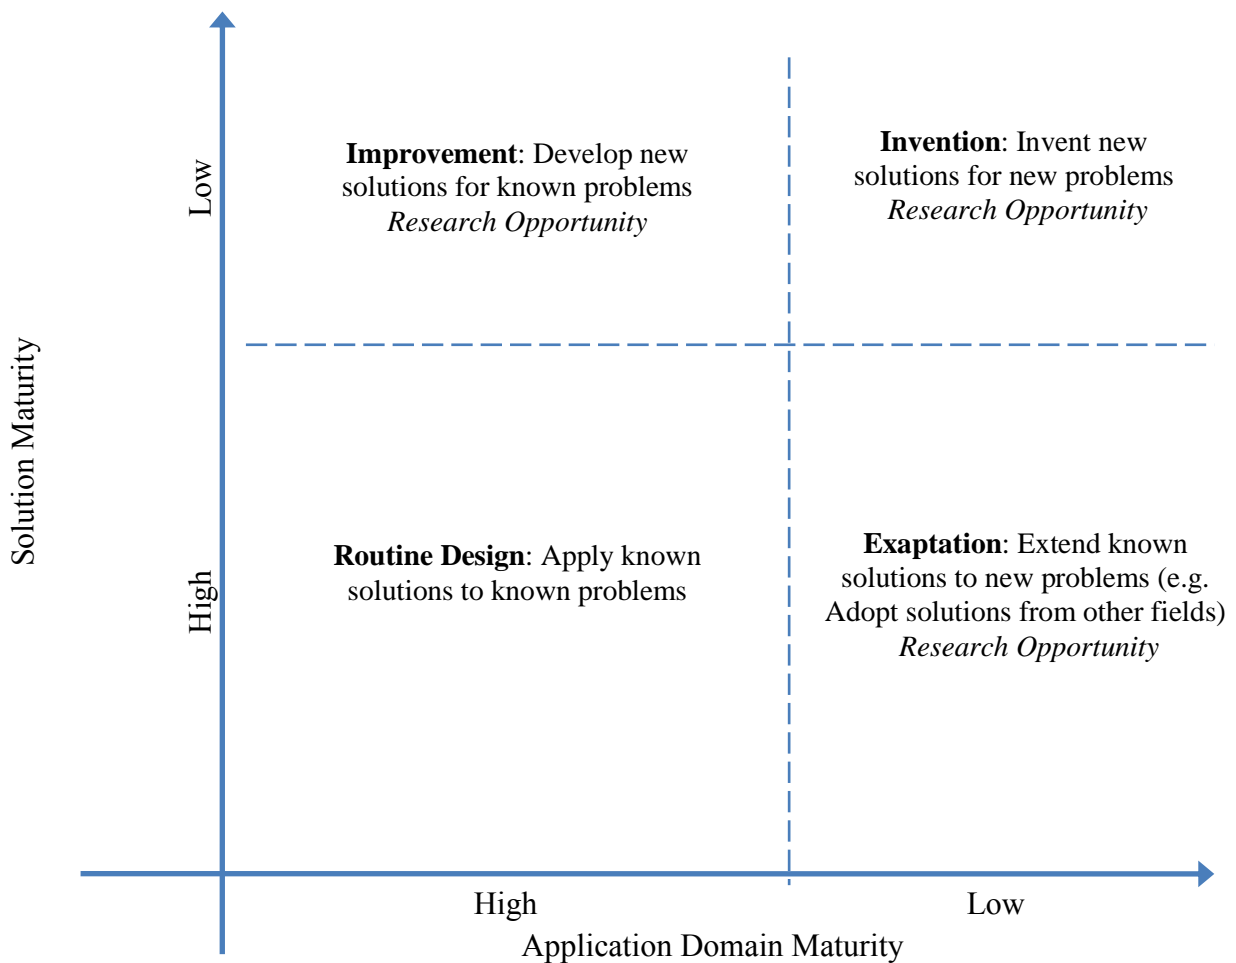 Improvement: Develop new
solutions for known problems
Research Opportunity
Invention: Invent new
solutions for new problems
Research Opportunity
Low
Solution Maturity
High
Routine Design: Apply known
solutions to known problems
Exaptation: Extend known
solutions to new problems (e.g.
Adopt solutions from other fields)
Research Opportunity
High
Low
Application Domain Maturity